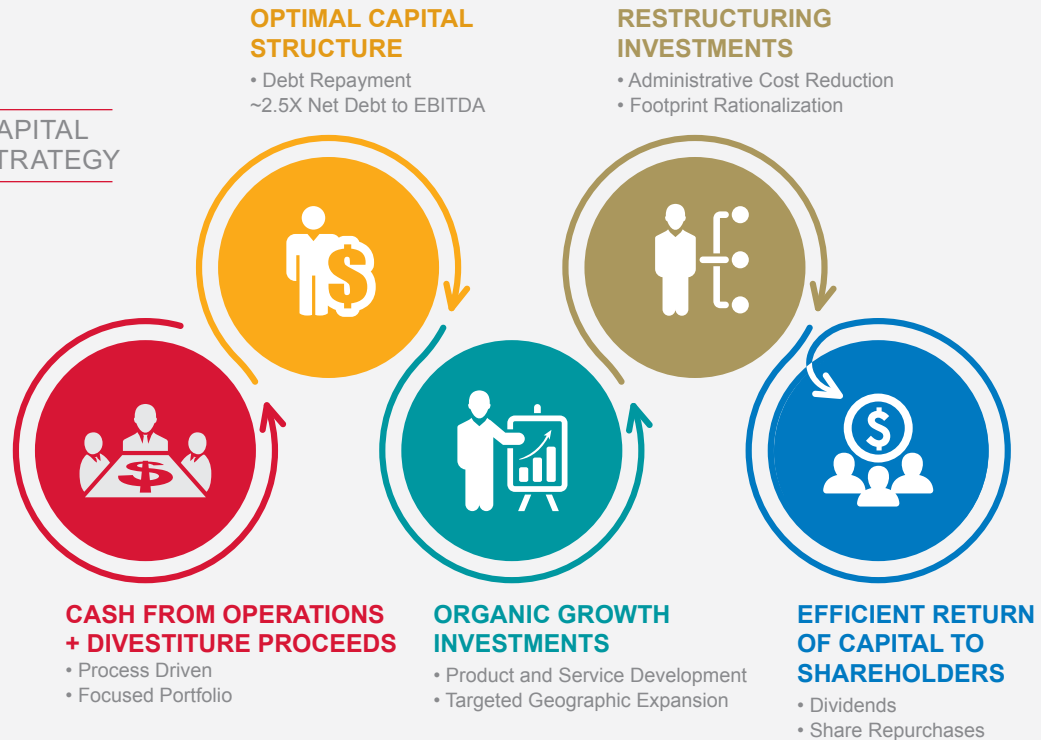 APITAL
TRATEGY
OPTIMAL CAPITAL
STRUCTURE
• Debt Repayment
~2.5X Net Debt to EBITDA
RESTRUCTURING
INVESTMENTS
• Administrative Cost Reduction
• Footprint Rationalization
$
$
$
CASH FROM OPERATIONS
+ DIVESTITURE PROCEEDS
• Process Driven
• Focused Portfolio
ORGANIC GROWTH
INVESTMENTS
• Product and Service Development
• Targeted Geographic Expansion
EFFICIENT RETURN
OF CAPITAL TO
SHAREHOLDERS
• Dividends
• Share Repurchases